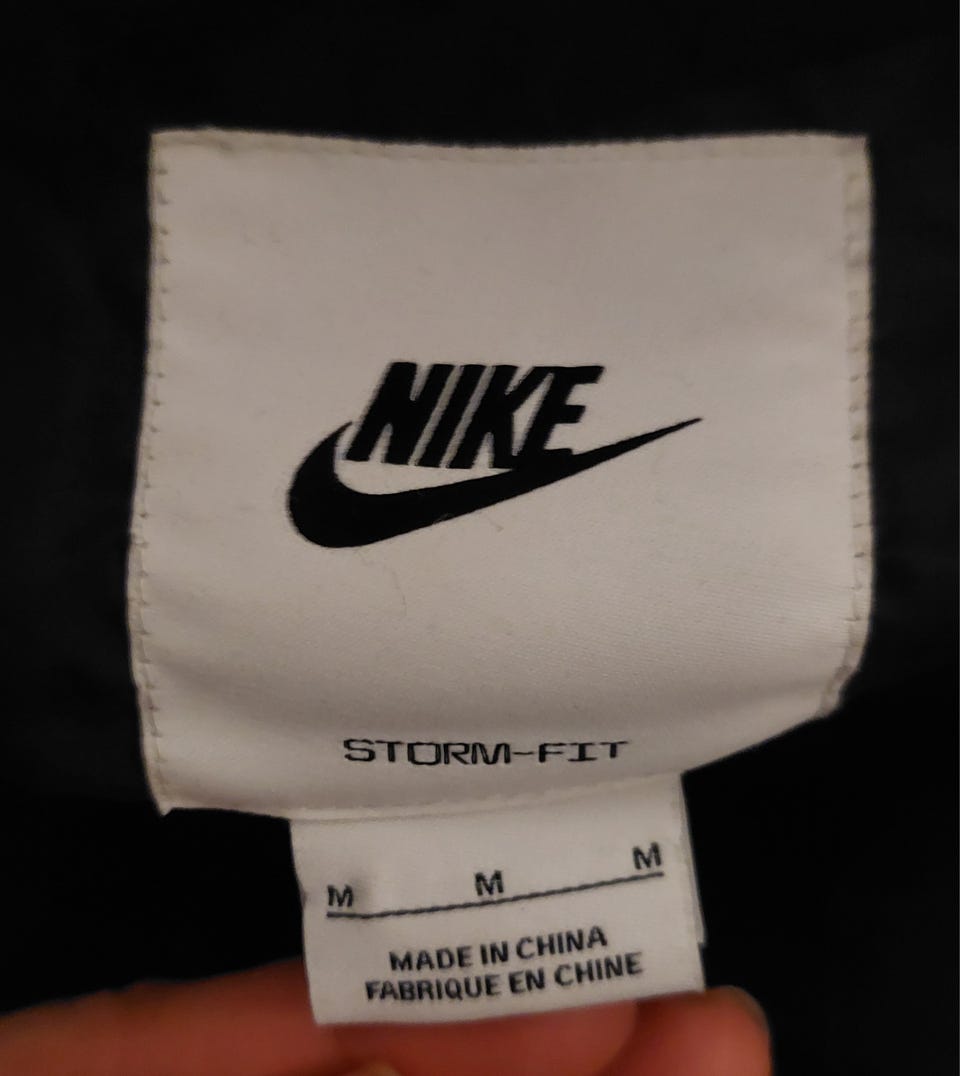 NIKE
STORM-FIT
M M M
MADE IN CHINA
FABRIQUE EN CHINE